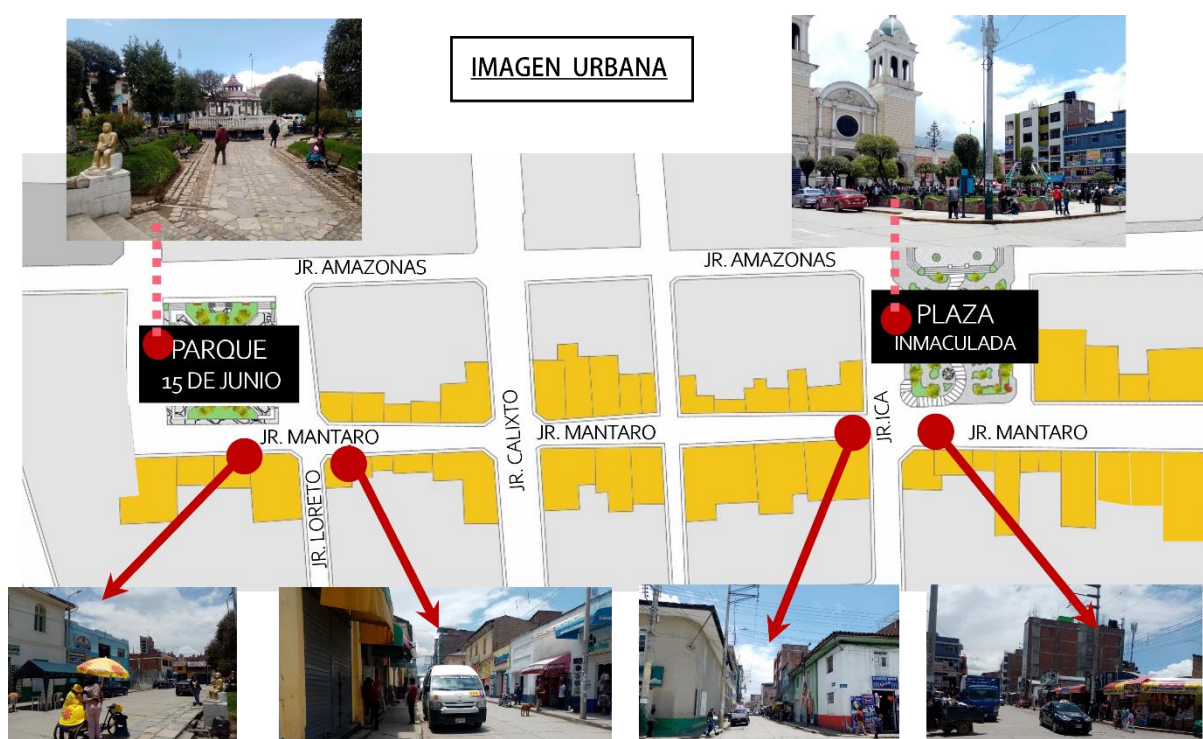 IMAGEN URBANA
JR. AMAZONAS
JR. AMAZONAS
PARQUE
15 DE JUNIO
PLAZA
INMACULADA
JR. MANTARO
JR. CALIXTO
JR. MANTARO
JR.ICA
JR. MANTARO
JR. LORETO